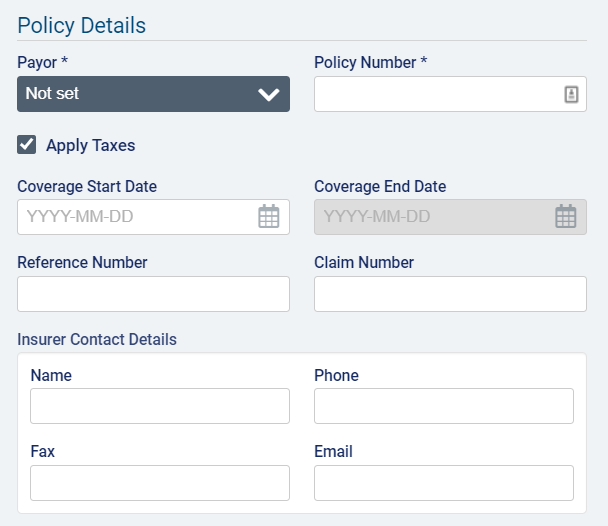 Policy Details
Payor * Policy Number *
Not set
Apply Taxes
Coverage Start Date Coverage End Date
YYYY-MM-DD YYYY-MM-DD
Reference Number Claim Number
Insurer Contact Details
Name Phone
Fax Email